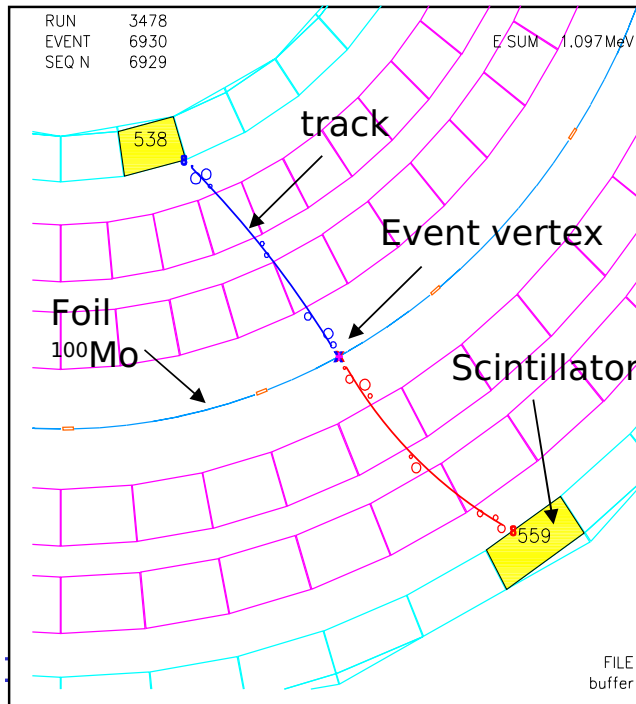 RUN 3478
EVENT 6930
SEQ N 6929
E SUM 1.097MeV
538
track
Event vertex
Foil
¹⁰⁰Mo
Scintillator
559
FILE
buffer